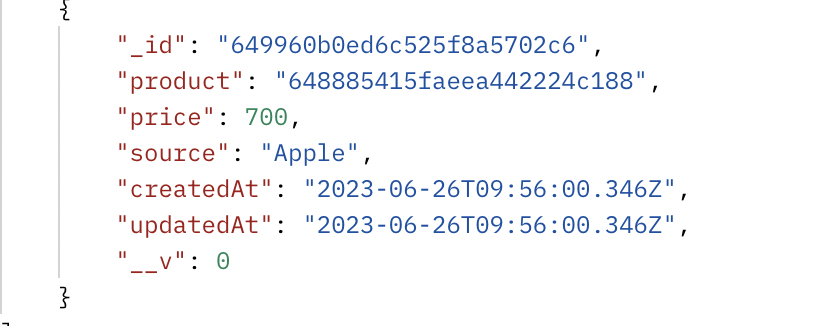 {
"_id": "649960b0ed6c525f8a5702c6",
"product": "648885415faeea442224c188",
"price": 700,
"source": "Apple",
"createdAt": "2023-06-26T09:56:00.346Z",
"updatedAt": "2023-06-26T09:56:00.346Z",
"__v": 0
}
]